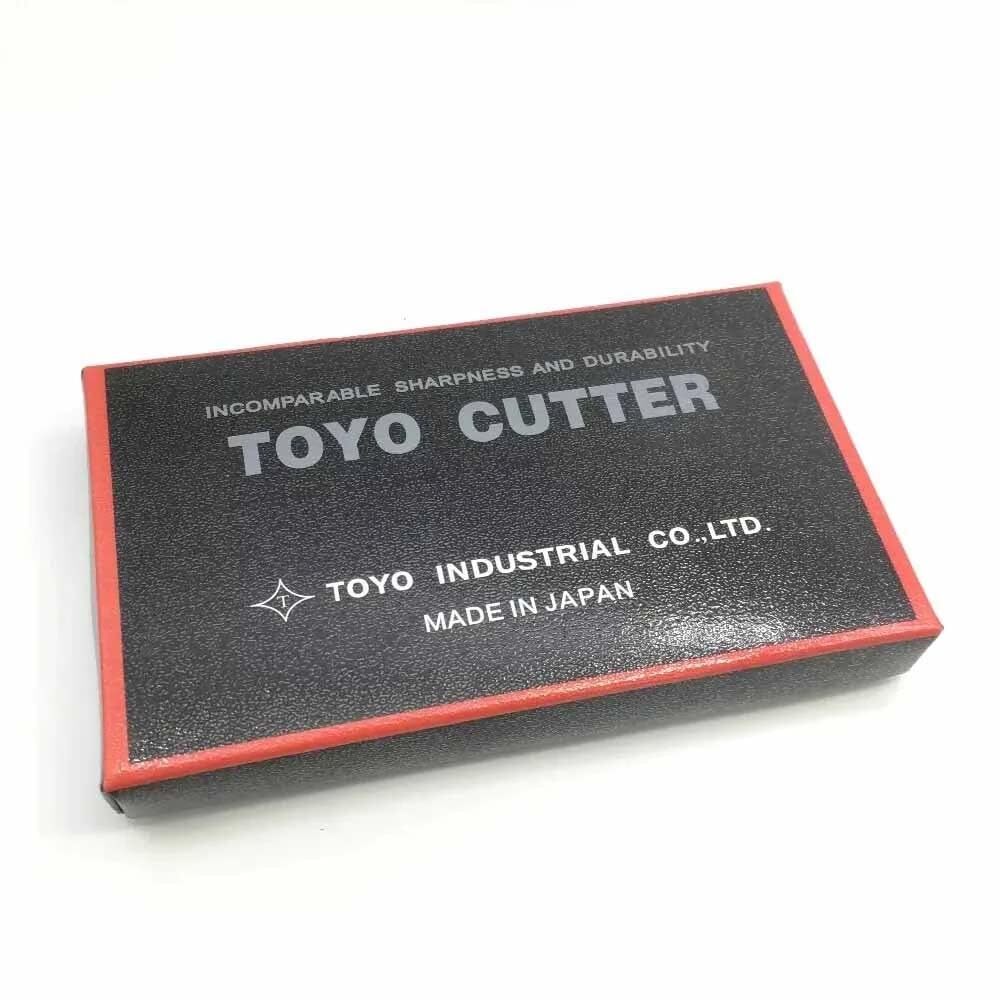 INCOMPARABLE SHARPNESS AND DURABILITY
TOYO CUTTER
T TOYO INDUSTRIAL CO.,LTD.
MADE IN JAPAN